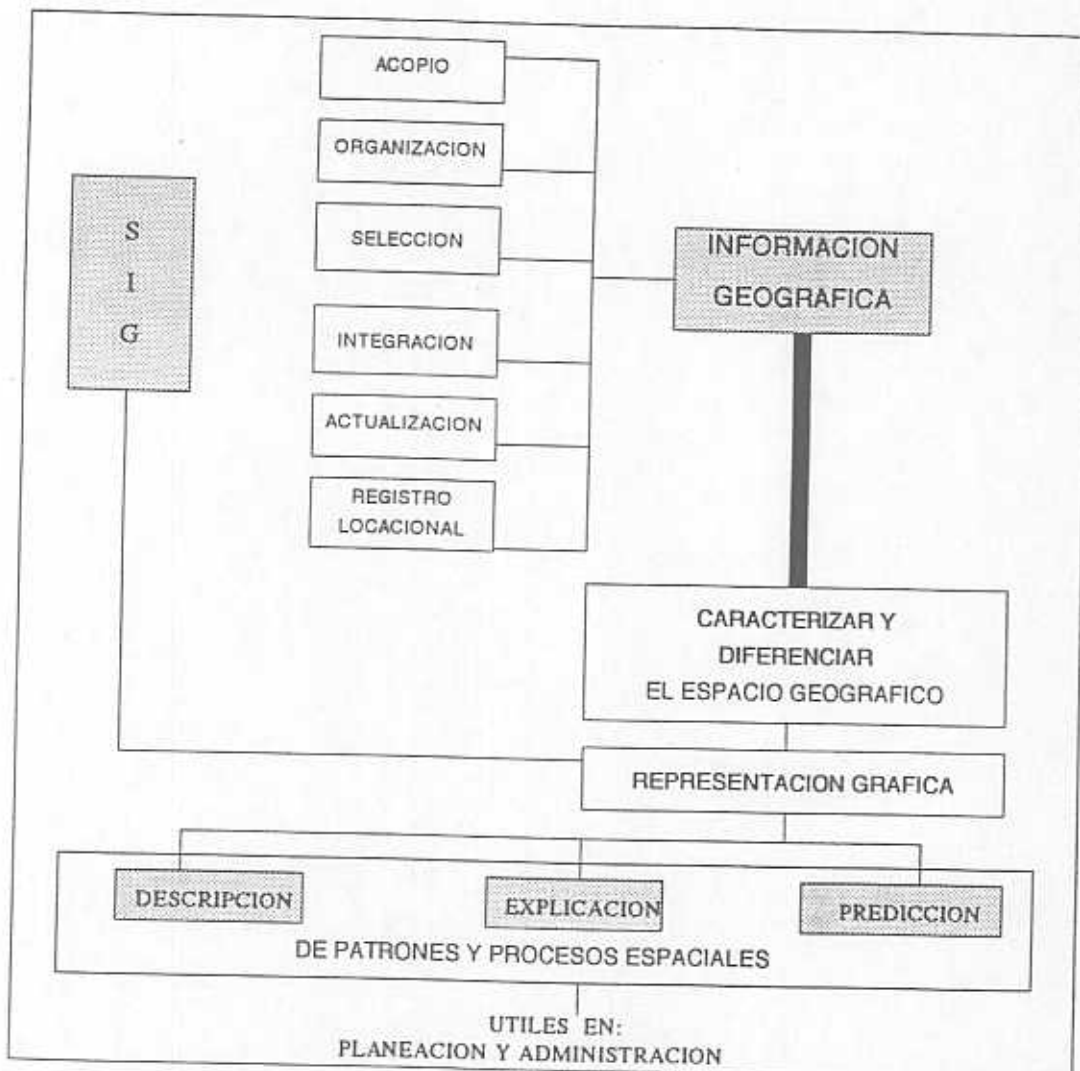 ACOPIO
ORGANIZACION
SELECCION
INTEGRACION
ACTUALIZACION
REGISTRO
LOCACIONAL
S
I
G
INFORMACION
GEOGRAFICA
CARACTERIZAR Y
DIFERENCIAR
EL ESPACIO GEOGRAFICO
REPRESENTACION GRAFICA
DESCRIPCION
EXPLICACION
PREDICCION
DE PATRONES Y PROCESOS ESPACIALES
UTILES EN:
PLANEACION Y ADMINISTRACION